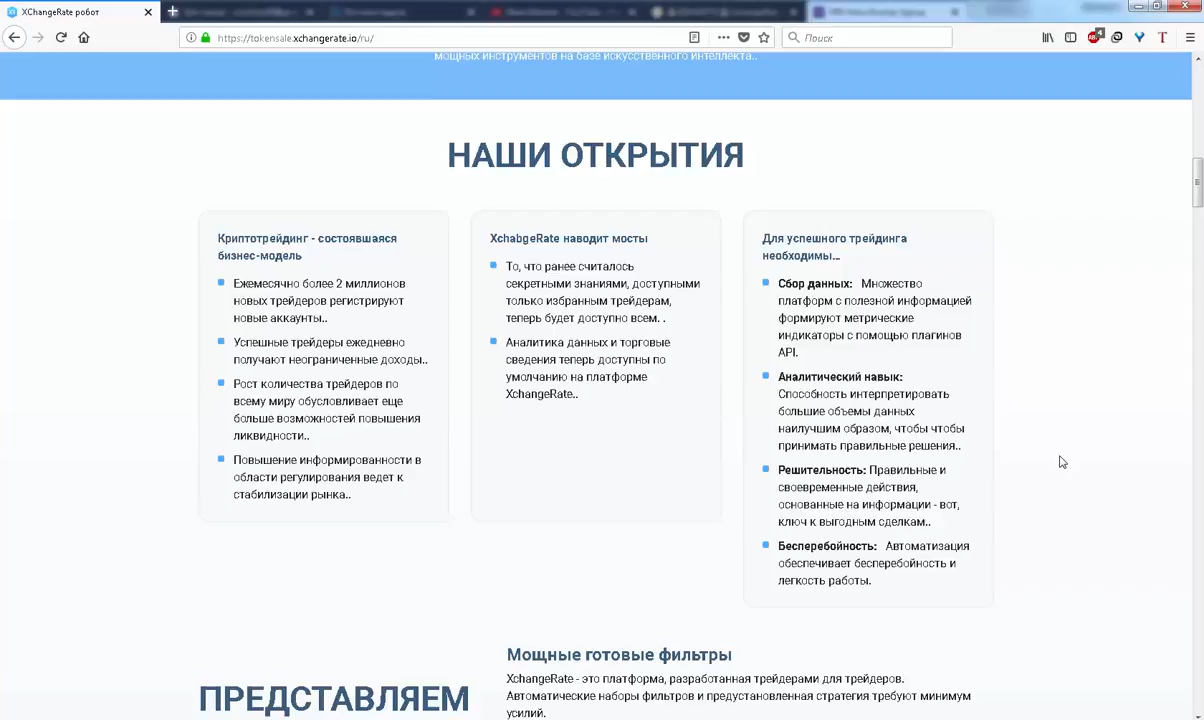 XChangeRate робот
https://tokensale.xchangerate.io/ru/
Поиск
4
мощных инструментов на базе искусственного интеллекта..
НАШИ ОТКРЫТИЯ
Криптотрейдинг - состоявшаяся
бизнес-модель
Ежемесячно более 2 миллионов
новых трейдеров регистрируют
новые аккаунты..
Успешные трейдеры ежедневно
получают неограниченные доходы..
Рост количества трейдеров по
всему миру обусловливает еще
больше возможностей повышения
ликвидности..
Повышение информированности в
области регулирования ведет к
стабилизации рынка..
XchabgeRate наводит мосты
То, что ранее считалось
секретными знаниями, доступными
только избранным трейдерам,
теперь будет доступно всем. .
Аналитика данных и торговые
сведения теперь доступны по
умолчанию на платформе
XchangeRate..
Для успешного трейдинга
необходимы...
Сбор данных: Множество
платформ с полезной информацией
формируют метрические
индикаторы с помощью плагинов
API.
Аналитический навык:
Способность интерпретировать
большие объемы данных
наилучшим образом, чтобы чтобы
принимать правильные решения..
Решительность: Правильные и
своевременные действия,
основанные на информации - вот,
ключ к выгодным сделкам..
Бесперебойность: Автоматизация
обеспечивает бесперебойность и
легкость работы.
ПРЕДСТАВЛЯЕМ
Мощные готовые фильтры
XchangeRate - это платформа, разработанная трейдерами для трейдеров.
Автоматические наборы фильтров и предустановленная стратегия требуют минимум
усилий.